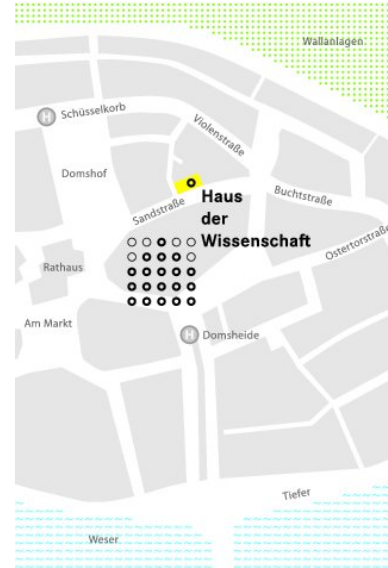 Wallanlagen
H Schüsselkorb
Violenstraße
Domshof
Haus
der
Wissenschaft
Buchtstraße
Sandstraße
Ostertorstraße
Rathaus
Am Markt
H Domsheide
Tiefer
Weser